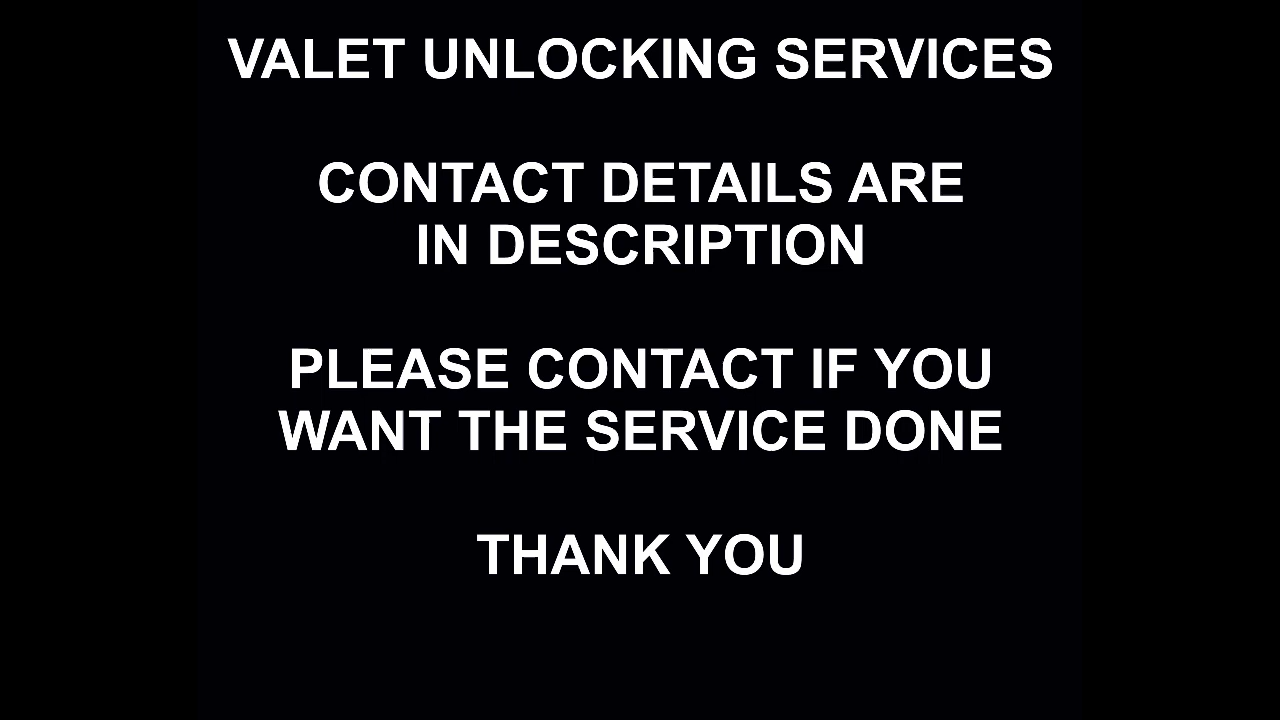 VALET UNLOCKING SERVICES
CONTACT DETAILS ARE
IN DESCRIPTION
PLEASE CONTACT IF YOU
WANT THE SERVICE DONE
THANK YOU